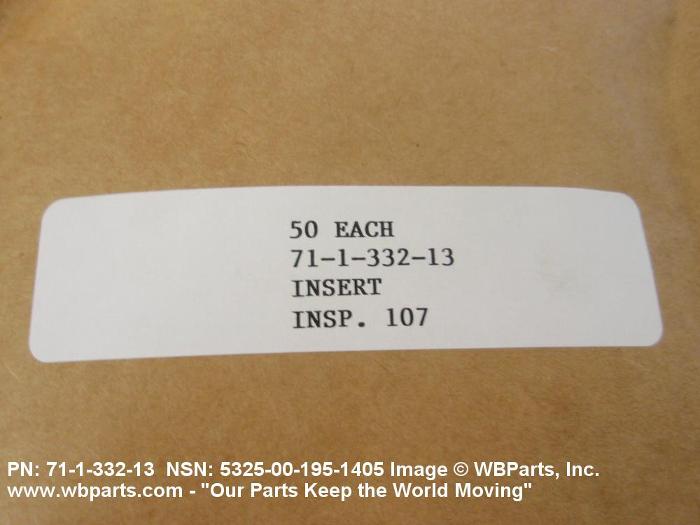 50 EACH
71-1-332-13
INSERT
INSP. 107
PN: 71-1-332-13 NSN: 5325-00-195-1405 Image © WBParts, Inc.
www.wbparts.com - "Our Parts Keep the World Moving"